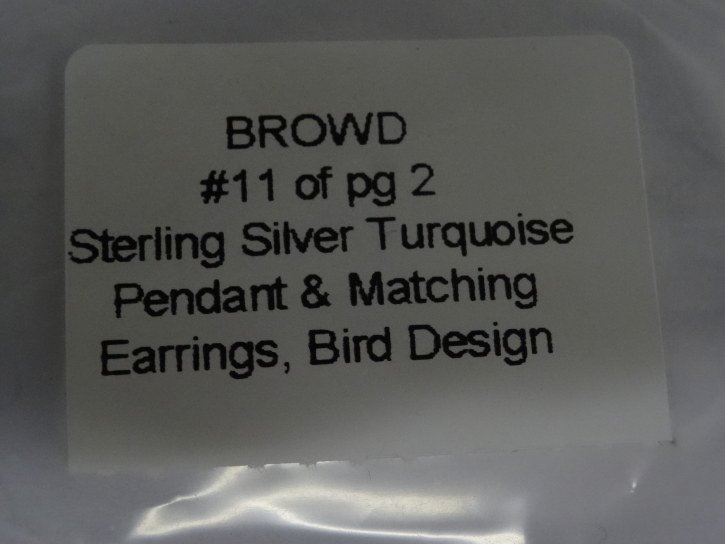 BROWD
#11 of pg 2
Sterling Silver Turquoise
Pendant & Matching
Earrings, Bird Design